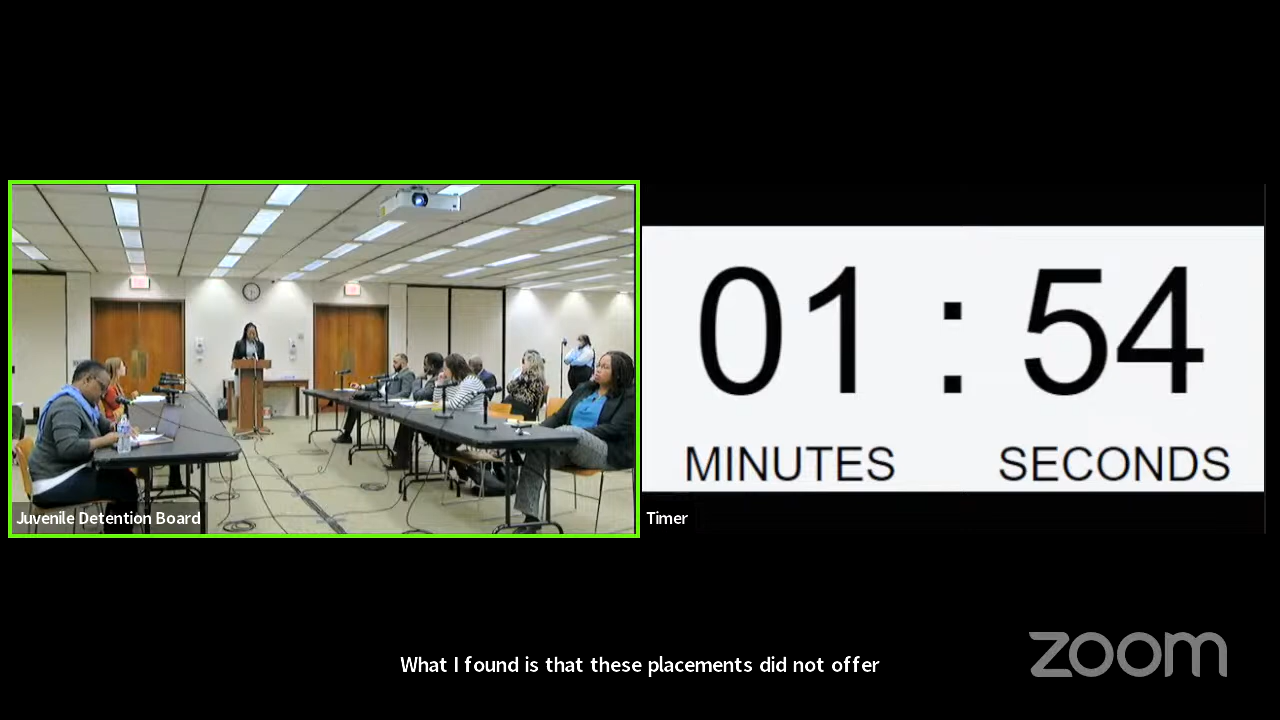 01 : 54
MINUTES SECONDS
Juvenile Detention Board
Timer
What I found is that these placements did not offer
zoom